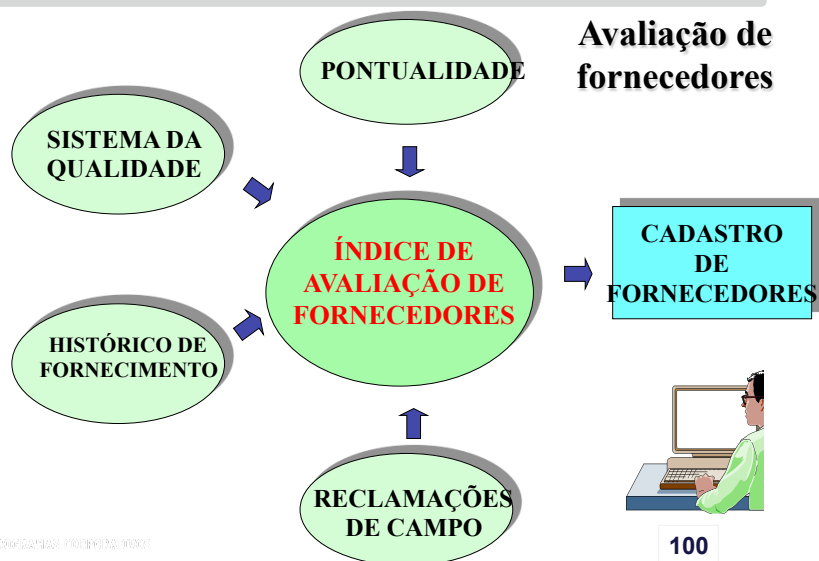 Avaliação de
fornecedores
PONTUALIDADE
SISTEMA DA
QUALIDADE
ÍNDICE DE
AVALIAÇÃO DE
FORNECEDORES
CADASTRO
DE
FORNECEDORES
HISTÓRICO DE
FORNECIMENTO
RECLAMAÇÕES
DE CAMPO
100